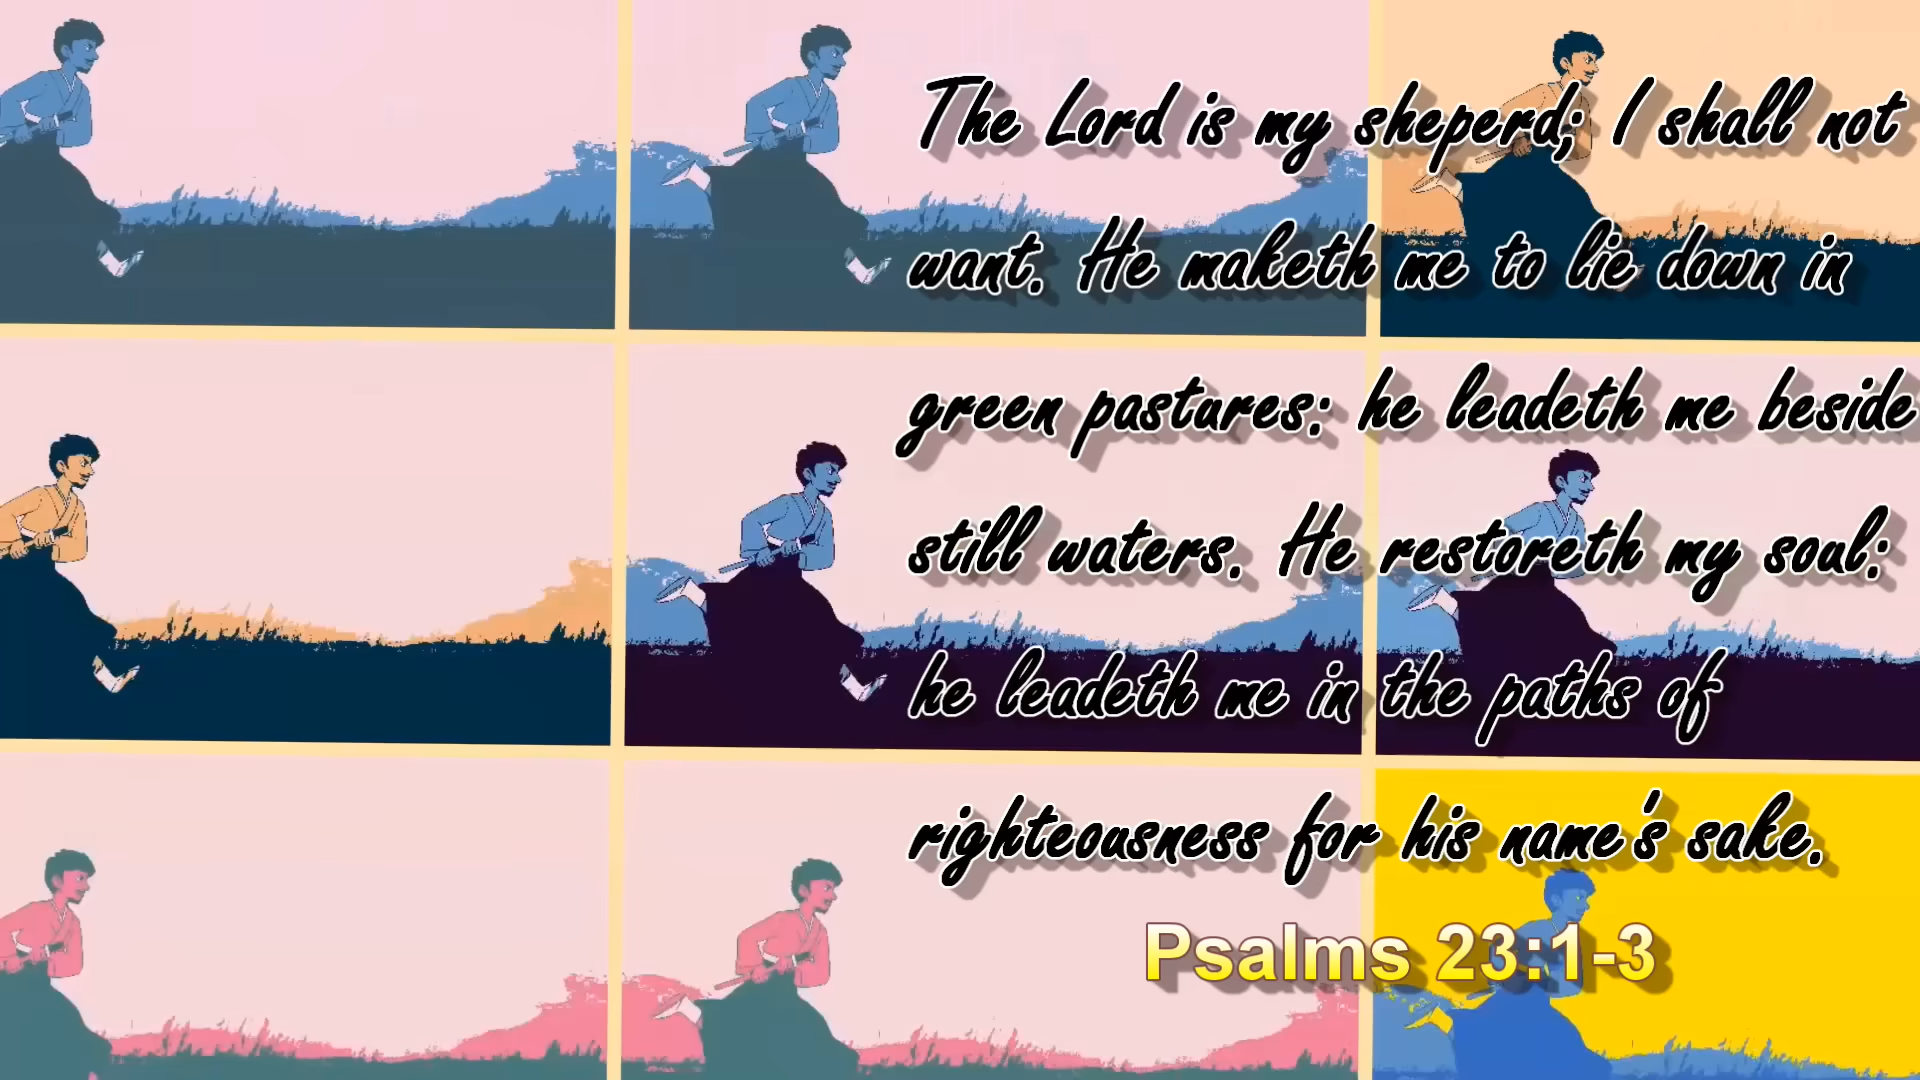 The Lord is my sheperd; I shall not
want. He maketh me to lie down in
green pastures: he leadeth me beside
still waters. He restoreth my soul:
he leadeth me in the paths of
righteousness for his name's sake.
Psalms 23:1-3